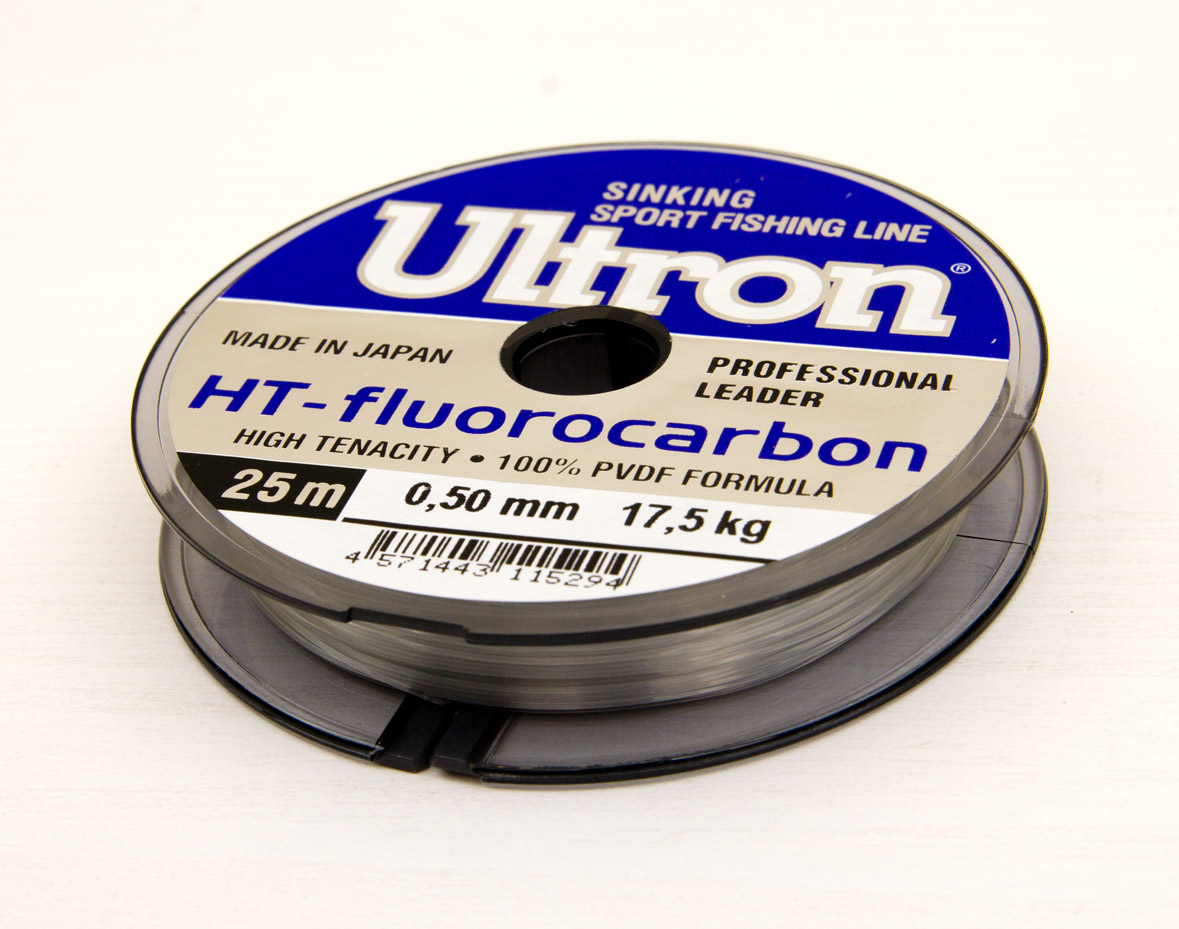 SINKING
SPORT FISHING LINE
Ultron®
MADE IN JAPAN
PROFESSIONAL
LEADER
HT-fluorocarbon
HIGH TENACITY • 100% PVDF FORMULA
25m 0,50 mm 17,5 kg
4 571443 115294